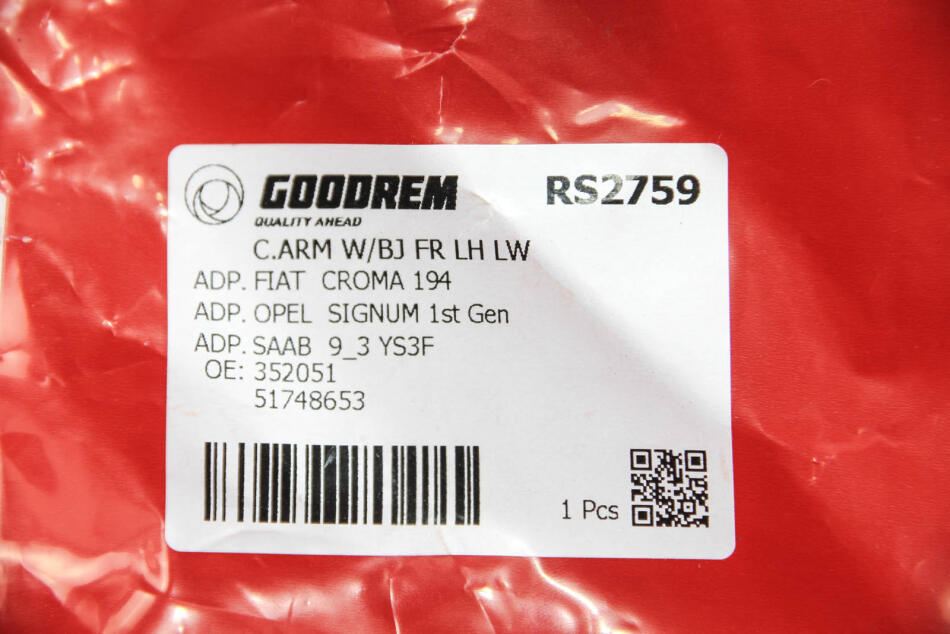 GOODREM
QUALITY AHEAD
RS2759
C.ARM W/BJ FR LH LW
ADP. FIAT CROMA 194
ADP. OPEL SIGNUM 1st Gen
ADP. SAAB 9_3 YS3F
OE: 352051
51748653
1 Pcs